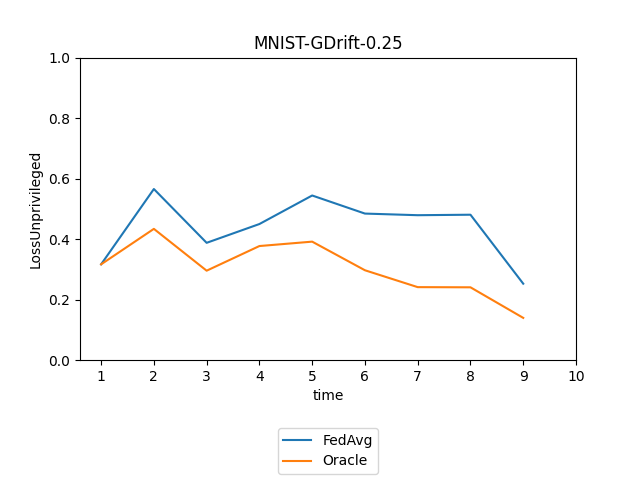 MNIST-GDrift-0.25
1.0
0.8
0.6
0.4
0.2
0.0
LossUnprivileged
1 2 3 4 5 6 7 8 9 10
time
FedAvg
Oracle